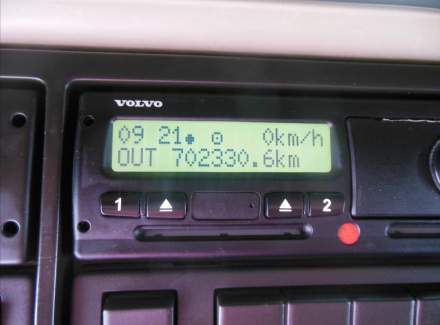 VOLVO
09 21● ⊙ 0km/h
OUT 702330.6km
1 ⏏ ⏏ 2